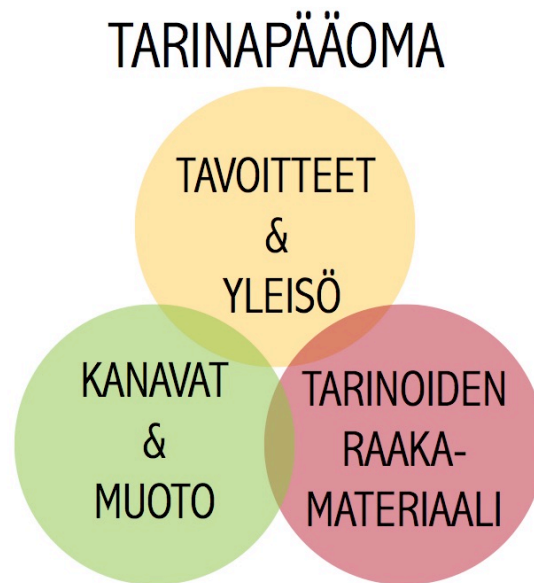 TARINAPÄÄOMA
TAVOITTEET
&
YLEISÖ
KANAVAT
&
MUOTO
TARINOIDEN
RAAKA-
MATERIAALI